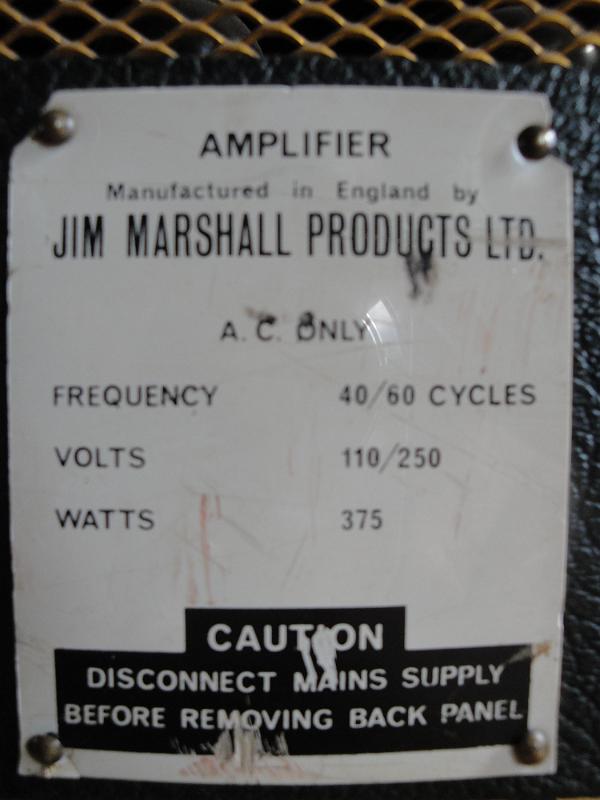 AMPLIFIER
Manufactured in England by
JIM MARSHALL PRODUCTS LTD.
A.C. ONLY
FREQUENCY 40/60 CYCLES
VOLTS 110/250
WATTS 375
CAUTION
DISCONNECT MAINS SUPPLY
BEFORE REMOVING BACK PANEL